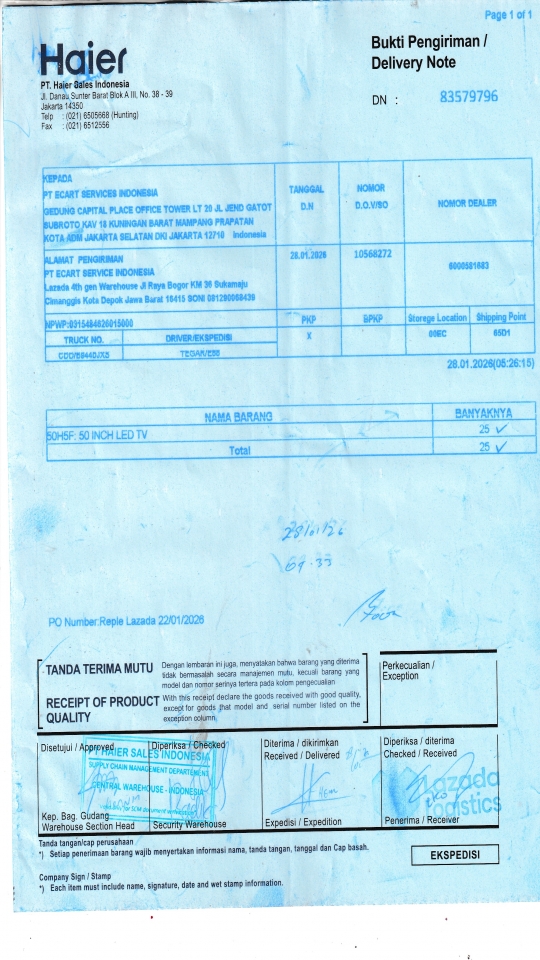 Page 1 of 1
Haier
Bukti Pengiriman /
Delivery Note
PT. Haier Sales Indonesia
Jl. Danau Sunter Barat Blok A III, No. 38 - 39
Jakarta 14350
Telp : (021) 6505668 (Hunting)
Fax : (021) 6512556
DN : 83579796
KEPADA
PT ECART SERVICES INDONESIA
GEDUNG CAPITAL PLACE OFFICE TOWER LT 20 JL JEND GATOT
SUBROTO KAV 18 KUNINGAN BARAT MAMPANG PRAPATAN
KOTA ADM JAKARTA SELATAN DKI JAKARTA 12710 indonesia
TANGGAL
D.N
NOMOR
D.O.V/SO
NOMOR DEALER
ALAMAT PENGIRIMAN
PT ECART SERVICE INDONESIA
Lazada 4th gen Warehouse Jl Raya Bogor KM 36 Sukamaju
Cimanggis Kota Depok Jawa Barat 16415
28.01.2026
10568272
NPWP:
PKP
BPKP
Storege Location
Shipping Point
TRUCK NO.
DRIVER/EKSPEDISI
X
28.01.2026(05:26:15)
NAMA BARANG
BANYAKNYA
50H5F: 50 INCH LED TV
25 ✓
Total
25 ✓
28/01/26
PO Number:Reple Lazada 22/01/2026
TANDA TERIMA MUTU
Dengan lembaran ini juga, menyatakan bahwa barang yang diterima
tidak bermasalah secara manajemen mutu, kecuali barang yang
model dan nomor serinya tertera pada kolom pengecualian
RECEIPT OF PRODUCT
QUALITY
With this receipt declare the goods received with good quality,
except for goods that model and serial number listed on the
exception column.
Perkecualian /
Exception
Disetujui / Approved
Diperiksa / Checked
Diterima / dikirimkan
Received / Delivered
Diperiksa / diterima
Checked / Received
PT HAIER SALES INDONESIA
SUPPLY CHAIN MANAGEMENT DEPARTEMENT
CENTRAL WAREHOUSE - INDONESIA
Lazada
logistics
Kep. Bag. Gudang
Warehouse Section Head
Security Warehouse
Expedisi / Expedition
Penerima / Receiver
Tanda tangan/cap perusahaan
*) Setiap penerimaan barang wajib menyertakan informasi nama, tanda tangan, tanggal dan Cap basah.
EKSPEDISI
Company Sign / Stamp
*) Each item must include name, signature, date and wet stamp information.